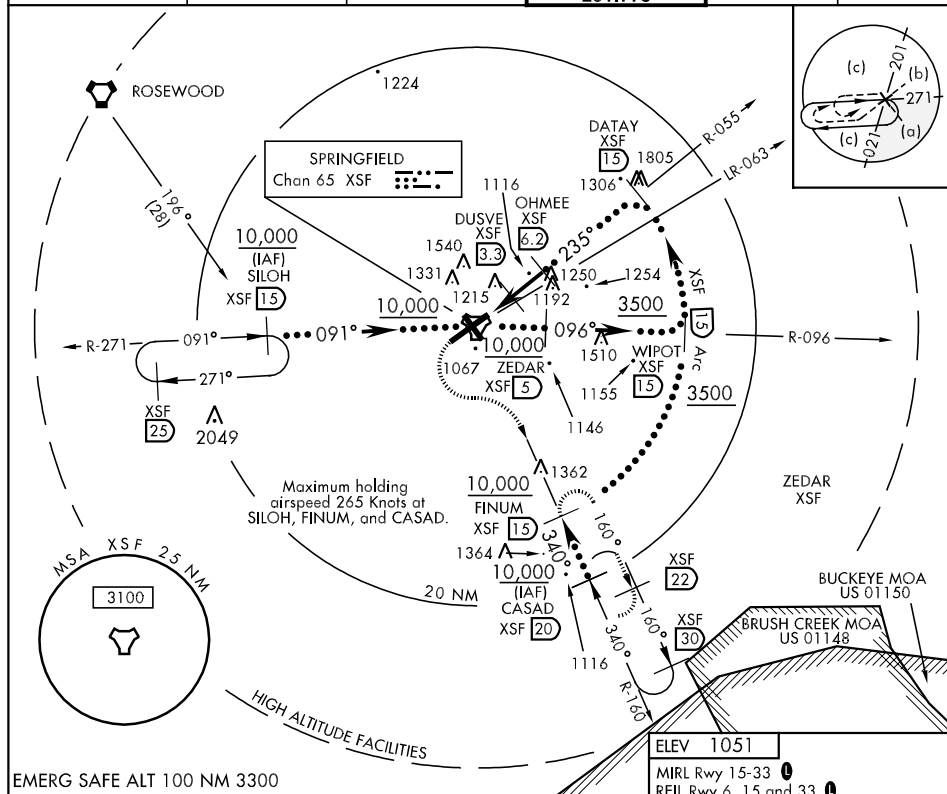 ROSEWOOD
196°
(28)
1224
SPRINGFIELD
Chan 65 XSF
DATAY
XSF
15
1805
1306
R-055
LR-063
(c)
201
(b)
271
(a)
021
(c)
1116
OHMEE
XSF
6.2
DUSVE
XSF
3.3
235°
1540
1331
1215
1250
1254
1192
10,000
(IAF)
SILOH
XSF 15
10,000
3500
XSF
15
Arc
R-271
091°
091°
096°
R-096
271°
XSF
25
2049
1067
10,000
ZEDAR
XSF 5
1510
WIPOT
XSF
15
1155
1146
3500
Maximum holding
airspeed 265 Knots at
SILOH, FINUM, and CASAD.
1362
10,000
FINUM
XSF 15
160°
340°
1364
10,000
(IAF)
CASAD
XSF 20
1116
XSF
22
160°
XSF
30
340°
R-160
ZEDAR
XSF
BUCKEYE MOA
US 01150
BRUSH CREEK MOA
US 01148
20 NM
MSA XSF 25 NM
3100
HIGH ALTITUDE FACILITIES
EMERG SAFE ALT 100 NM 3300
ELEV 1051
MIRL Rwy 15-33 L
REIL Rwy 6, 15 and 33 L